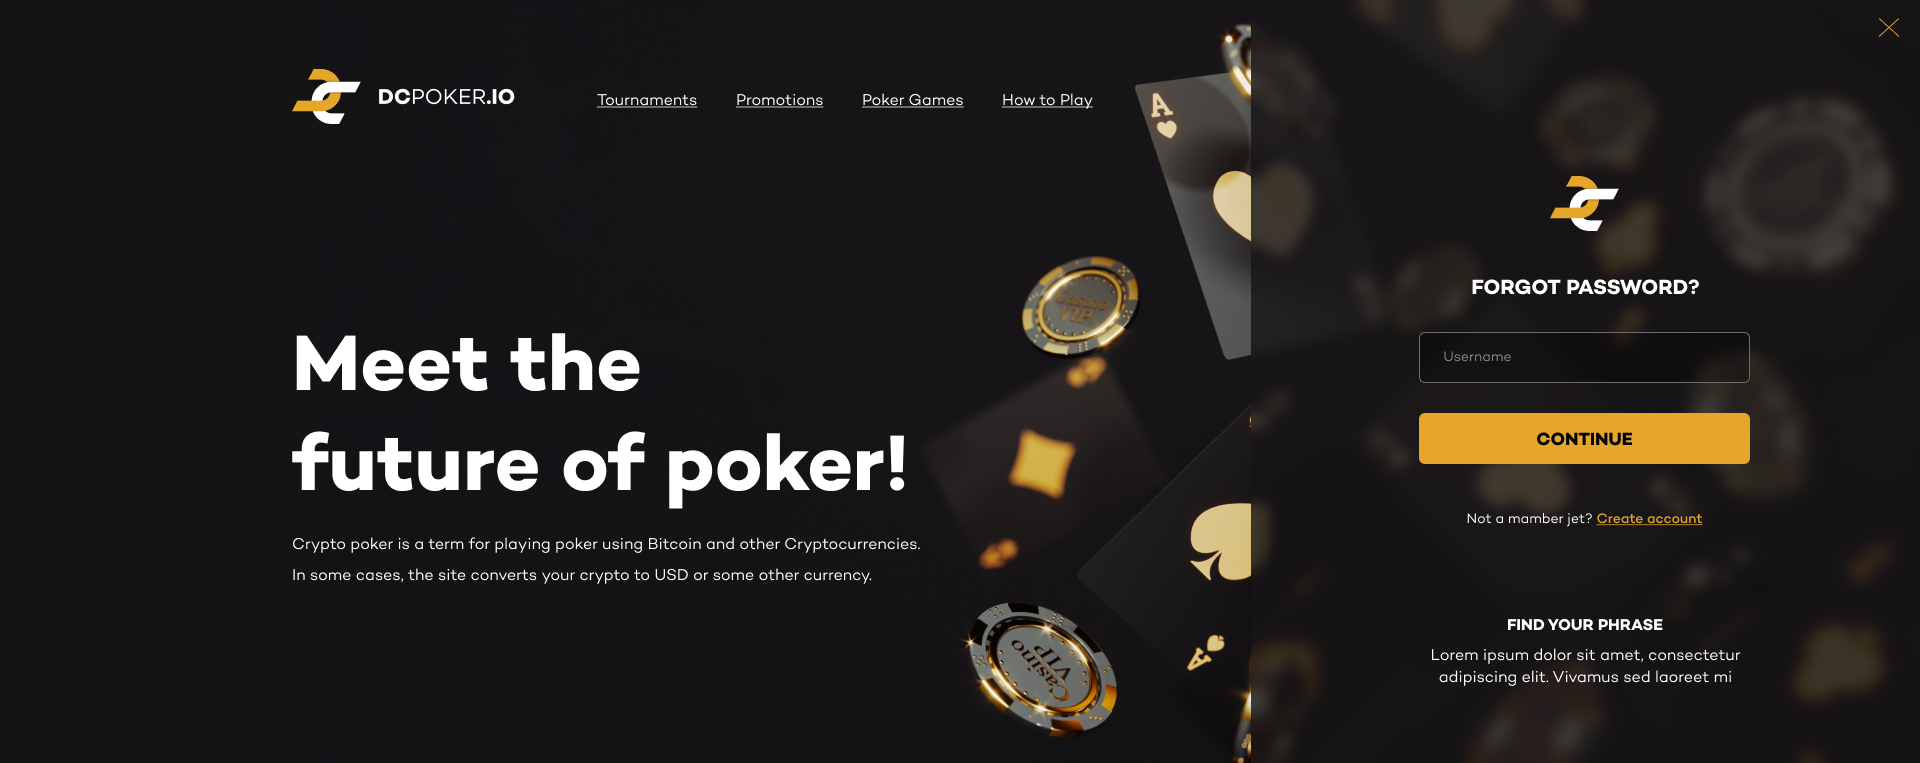 DCPOKER.IO
Tournaments
Promotions
Poker Games
How to Play
Meet the
future of poker!
Crypto poker is a term for playing poker using Bitcoin and other Cryptocurrencies.
In some cases, the site converts your crypto to USD or some other currency.
A
Casino
VIP
Casino
VIP
A
FORGOT PASSWORD?
Username
CONTINUE
Not a mamber jet? Create account
FIND YOUR PHRASE
Lorem ipsum dolor sit amet, consectetur
adipiscing elit. Vivamus sed laoreet mi